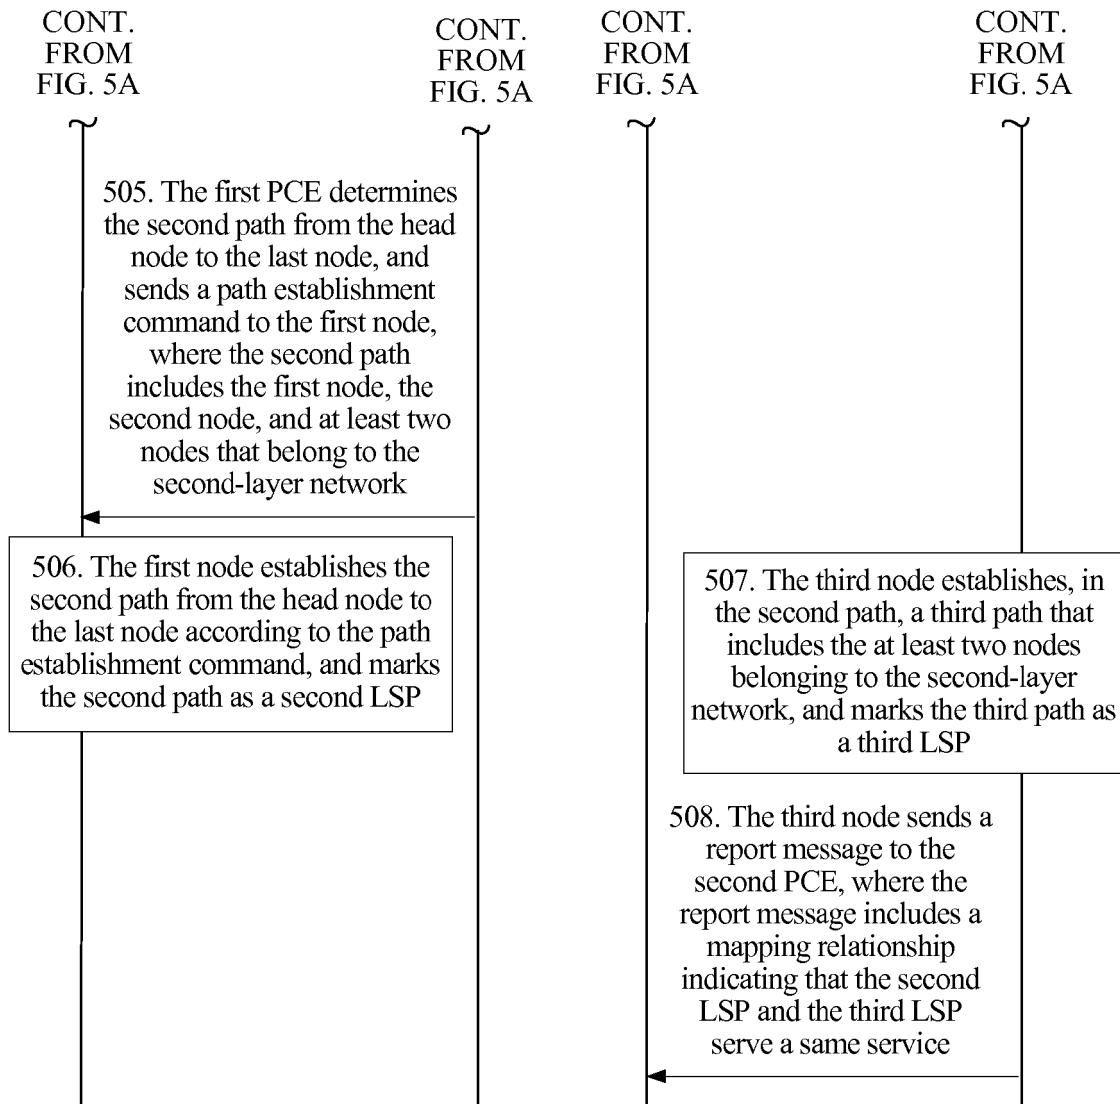 CONT.
FROM
FIG. 5A
CONT.
FROM
FIG. 5A
CONT.
FROM
FIG. 5A
CONT.
FROM
FIG. 5A
505. The first PCE determines
the second path from the head
node to the last node, and
sends a path establishment
command to the first node,
where the second path
includes the first node, the
second node, and at least two
nodes that belong to the
second-layer network
506. The first node establishes the
second path from the head node to
the last node according to the path
establishment command, and marks
the second path as a second LSP
507. The third node establishes, in
the second path, a third path that
includes the at least two nodes
belonging to the second-layer
network, and marks the third path as
a third LSP
508. The third node sends a
report message to the
second PCE, where the
report message includes a
mapping relationship
indicating that the second
LSP and the third LSP
serve a same service